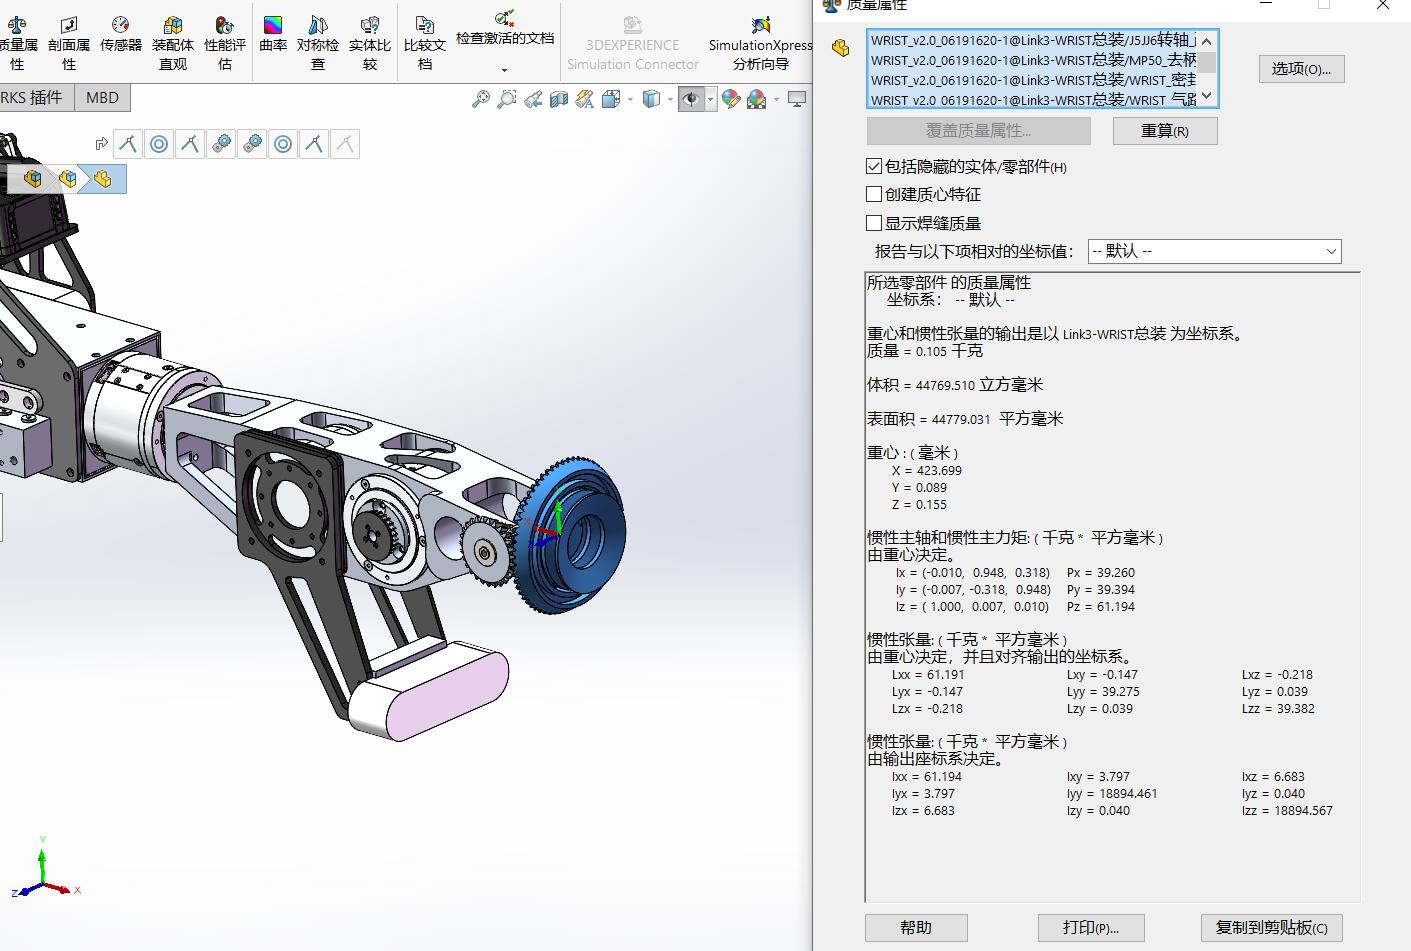 质量属性
质量属性
剖面属性
传感器
装配体直观
性能评估
曲率
对称检查
实体比较
比较文档
检查激活的文档
3DEXPERIENCE
Simulation Connector
SimulationXpress
分析向导
RKS 插件
MBD
WRIST_v2.0_06191620-1@Link3-WRIST总装/J5JJ6转轴_
WRIST_v2.0_06191620-1@Link3-WRIST总装/MP50_去柄
WRIST_v2.0_06191620-1@Link3-WRIST总装/WRIST_密封
WRIST_v2.0_06191620-1@Link3-WRIST总装/WRIST_气路
选项(O)...
覆盖质量属性...
重算(R)
包括隐藏的实体/零部件(H)
创建质心特征
显示焊缝质量
报告与以下项相对的坐标值：
-- 默认 --
所选零部件 的质量属性
坐标系： -- 默认 --
重心和惯性张量的输出是以 Link3-WRIST总装 为坐标系。
质量 = 0.105 千克
体积 = 44769.510 立方毫米
表面积 = 44779.031 平方毫米
重心 : ( 毫米 )
X = 423.699
Y = 0.089
Z = 0.155
惯性主轴和惯性主力矩: ( 千克 * 平方毫米 )
由重心决定。
Ix = (-0.010, 0.948, 0.318) Px = 39.260
Iy = (-0.007, -0.318, 0.948) Py = 39.394
Iz = ( 1.000, 0.007, 0.010) Pz = 61.194
惯性张量: ( 千克 * 平方毫米 )
由重心决定，并且对齐输出的坐标系。
Lxx = 61.191 Lxy = -0.147 Lxz = -0.218
Lyx = -0.147 Lyy = 39.275 Lyz = 0.039
Lzx = -0.218 Lzy = 0.039 Lzz = 39.382
惯性张量: ( 千克 * 平方毫米 )
由输出座标系决定。
Ixx = 61.194 Ixy = 3.797 Ixz = 6.683
Iyx = 3.797 Iyy = 18894.461 Iyz = 0.040
Izx = 6.683 Izy = 0.040 Izz = 18894.567
帮助
打印(P)...
复制到剪贴板(C)
X
Z
Y
Z
X